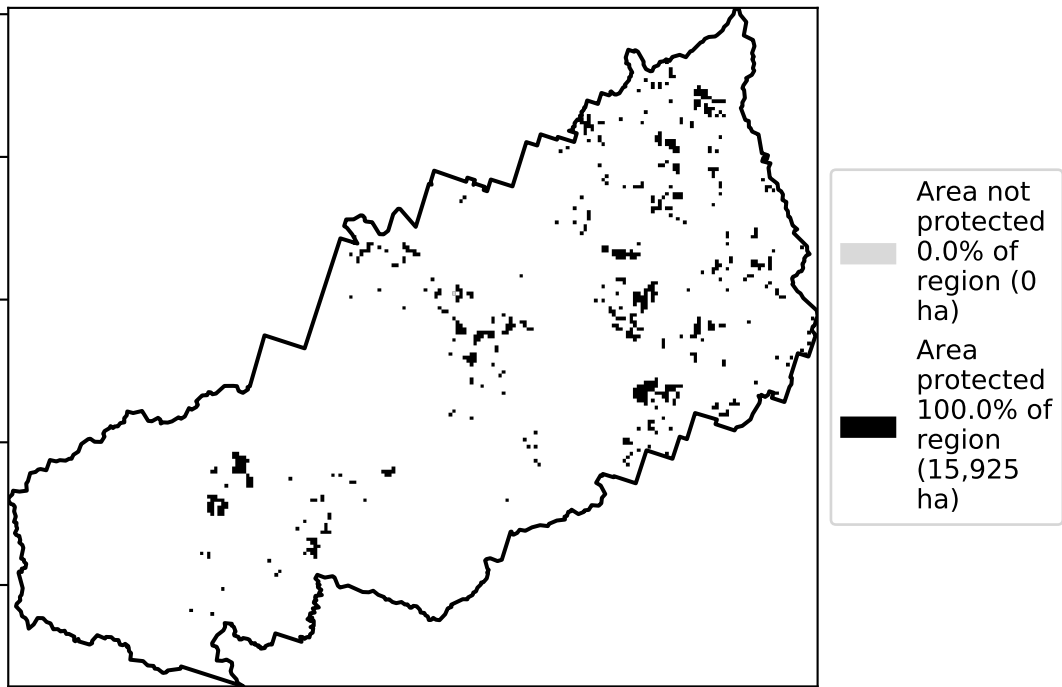 Area not
protected
0.0% of
region (0
ha)
Area
protected
100.0% of
region
(15,925
ha)